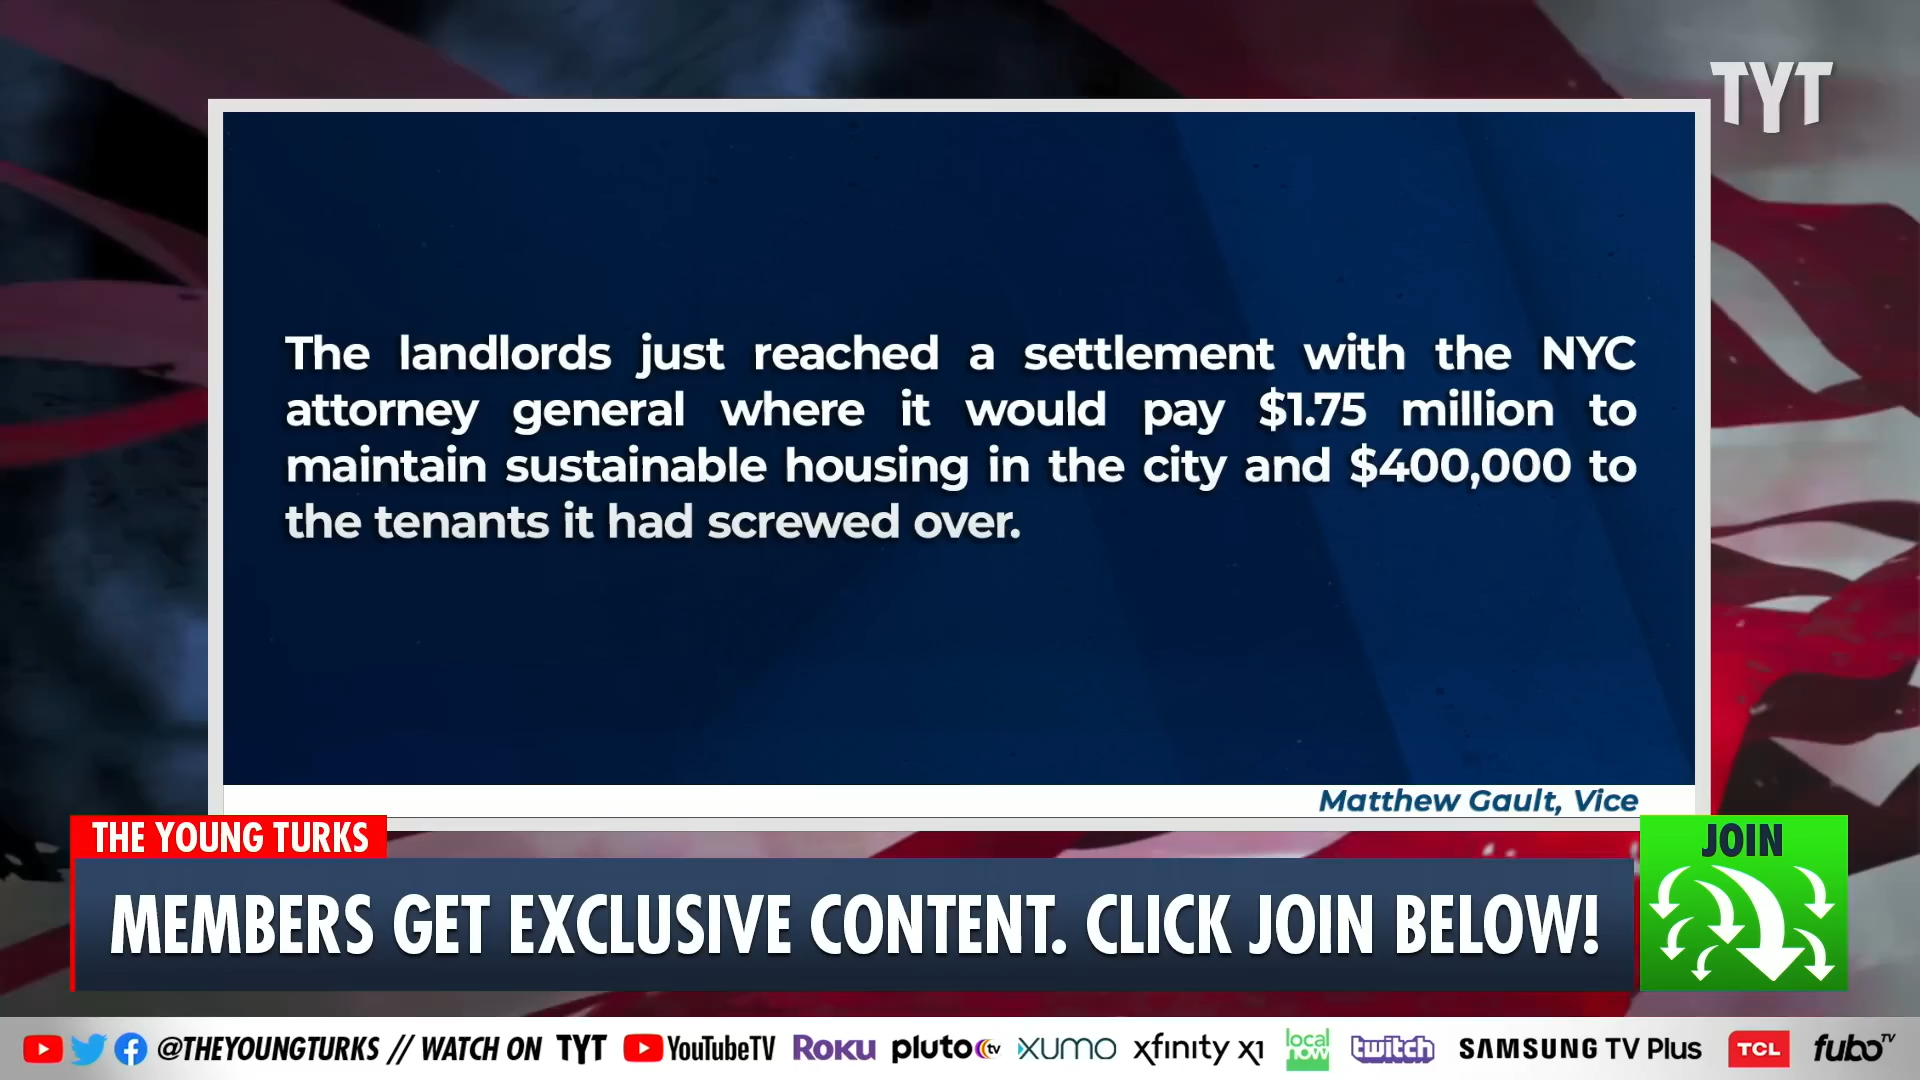 TYT
The landlords just reached a settlement with the NYC
attorney general where it would pay $1.75 million to
maintain sustainable housing in the city and $400,000 to
the tenants it had screwed over.
Matthew Gault, Vice
THE YOUNG TURKS
MEMBERS GET EXCLUSIVE CONTENT. CLICK JOIN BELOW!
JOIN
@THEYOUNGTURKS // WATCH ON TYT YouTubeTV ROKU pluto tv XUMO xfinity x1 local now twitch SAMSUNG TV Plus TCL fubo TV